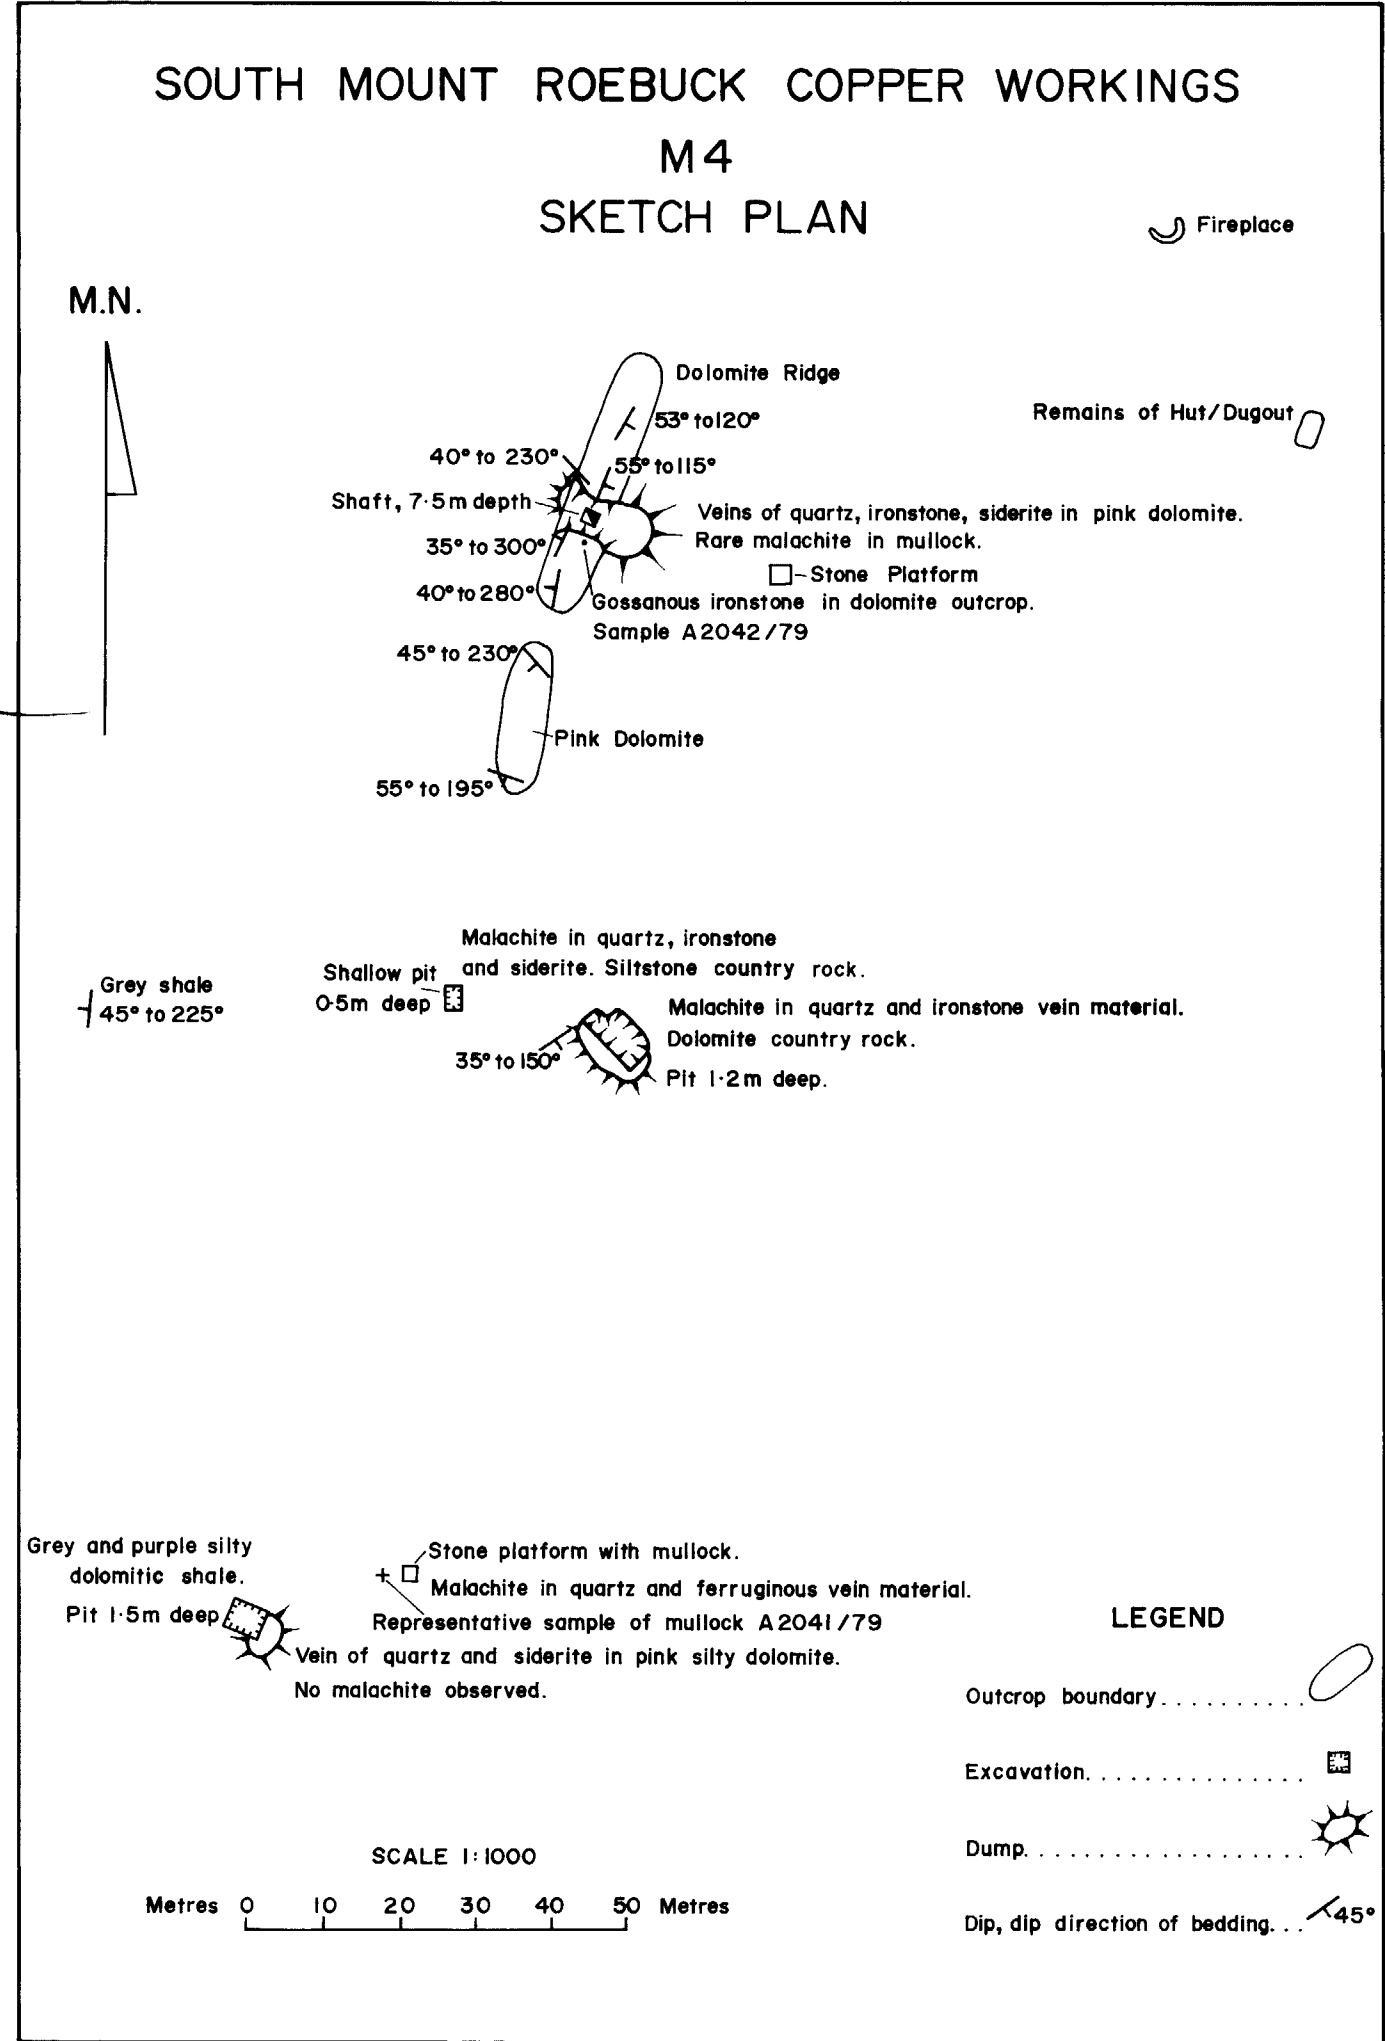 SOUTH MOUNT ROEBUCK COPPER WORKINGS
M4
SKETCH PLAN
Fireplace
M.N.
Dolomite Ridge
53° to 120°
Remains of Hut/Dugout
40° to 230°
55° to 115°
Shaft, 7·5m depth
Veins of quartz, ironstone, siderite in pink dolomite.
Rare malachite in mullock.
35° to 300°
Stone Platform
40° to 280°
Gossanous ironstone in dolomite outcrop.
Sample A2042/79
45° to 230°
Pink Dolomite
55° to 195°
Malachite in quartz, ironstone
and siderite. Siltstone country rock.
Shallow pit
0·5m deep
Grey shale
45° to 225°
Malachite in quartz and ironstone vein material.
Dolomite country rock.
Pit 1·2m deep.
35° to 150°
Grey and purple silty
dolomitic shale.
Pit 1·5m deep
Stone platform with mullock.
Malachite in quartz and ferruginous vein material.
Representative sample of mullock A2041/79
Vein of quartz and siderite in pink silty dolomite.
No malachite observed.
LEGEND
Outcrop boundary..........
Excavation...............
Dump...................
Dip, dip direction of bedding... 45°
SCALE 1:1000
Metres 0 10 20 30 40 50 Metres